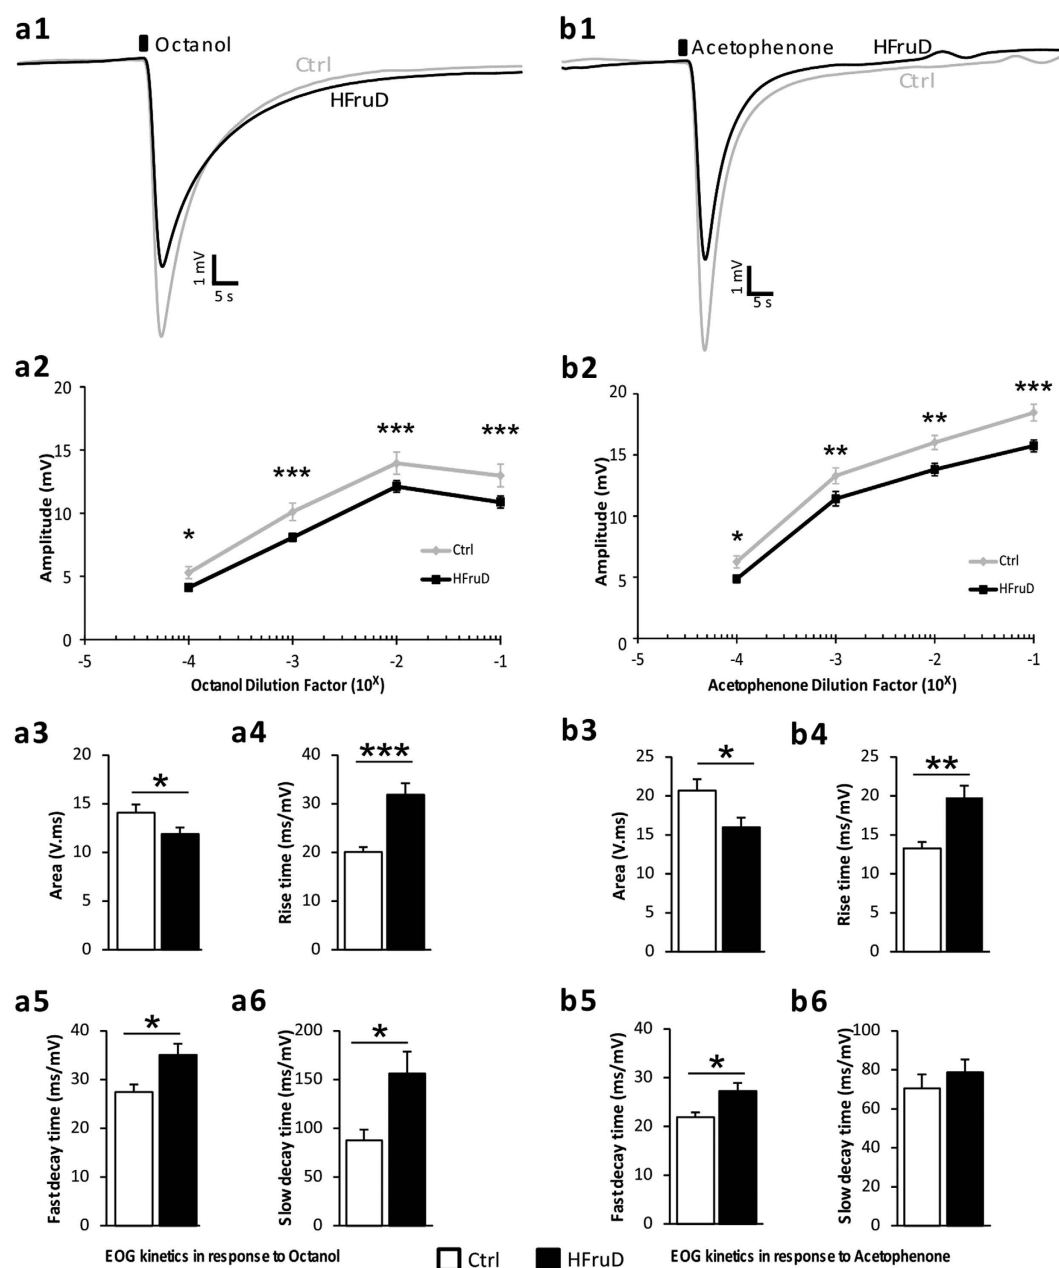 a1
Octanol
Ctrl
HFruD
1 mV
5 s
b1
Acetophenone
HFruD
Ctrl
1 mV
5 s
a2
Amplitude (mV)
20
15
10
5
0
*
***
***
***
Ctrl
HFruD
-5 -4 -3 -2 -1
Octanol Dilution Factor (10^X)
b2
Amplitude (mV)
20
15
10
5
0
*
**
**
***
Ctrl
HFruD
-5 -4 -3 -2 -1
Acetophenone Dilution Factor (10^X)
a3
Area (V.ms)
20
15
10
5
0
*
a4
Rise time (ms/mV)
40
30
20
10
0
***
b3
Area (V.ms)
25
20
15
10
5
0
*
b4
Rise time (ms/mV)
25
20
15
10
5
0
**
a5
Fast decay time (ms/mV)
40
30
20
10
0
*
a6
Slow decay time (ms/mV)
200
150
100
50
0
*
b5
Fast decay time (ms/mV)
40
30
20
10
0
*
b6
Slow decay time (ms/mV)
100
80
60
40
20
0
EOG kinetics in response to Octanol
Ctrl
HFruD
EOG kinetics in response to Acetophenone